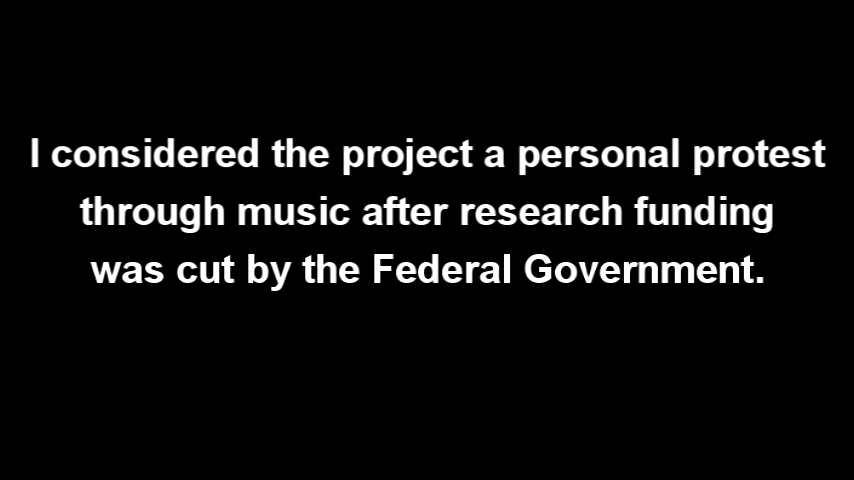 I considered the project a personal protest
through music after research funding
was cut by the Federal Government.